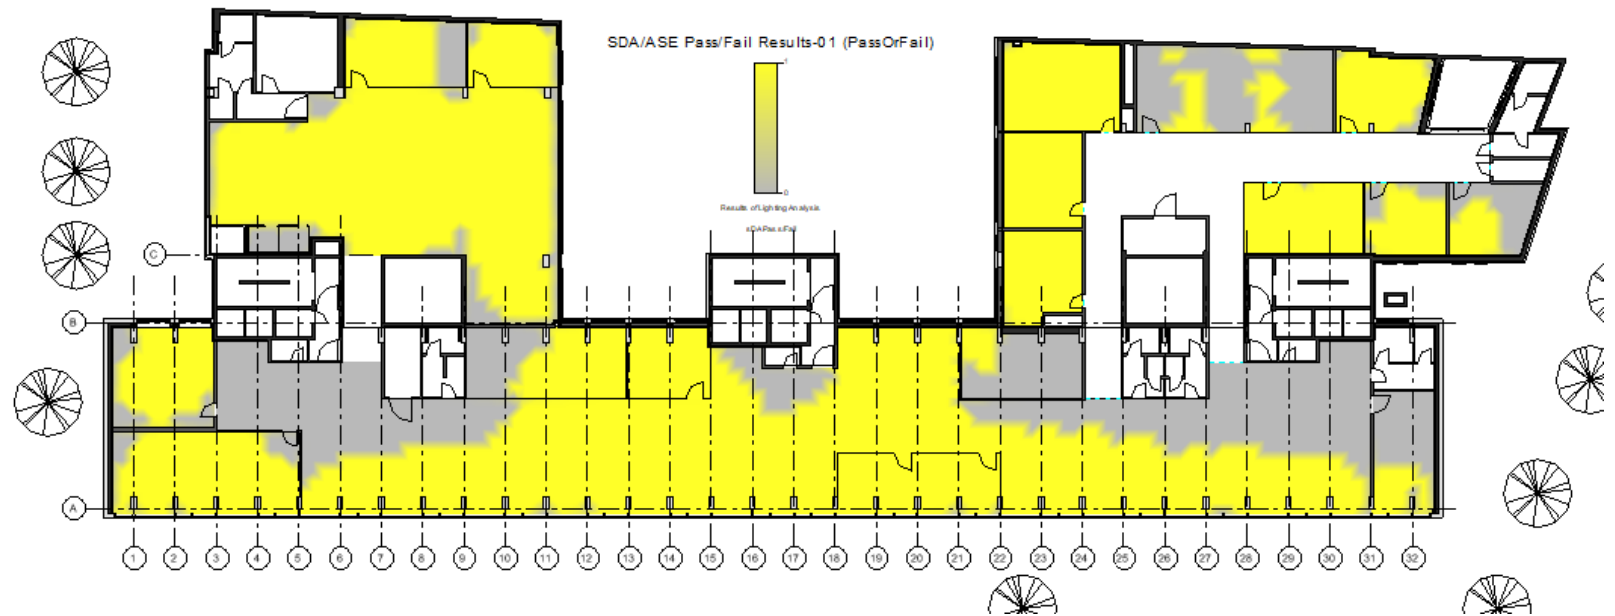 SDA/ASE Pass/Fail Results-01 (PassOrFail)
1
0
Results of Lighting Analysis
sDA Pass/Fail
C
B
A
1 2 3 4 5 6 7 8 9 10 11 12 13 14 15 16 17 18 19 20 21 22 23 24 25 26 27 28 29 30 31 32